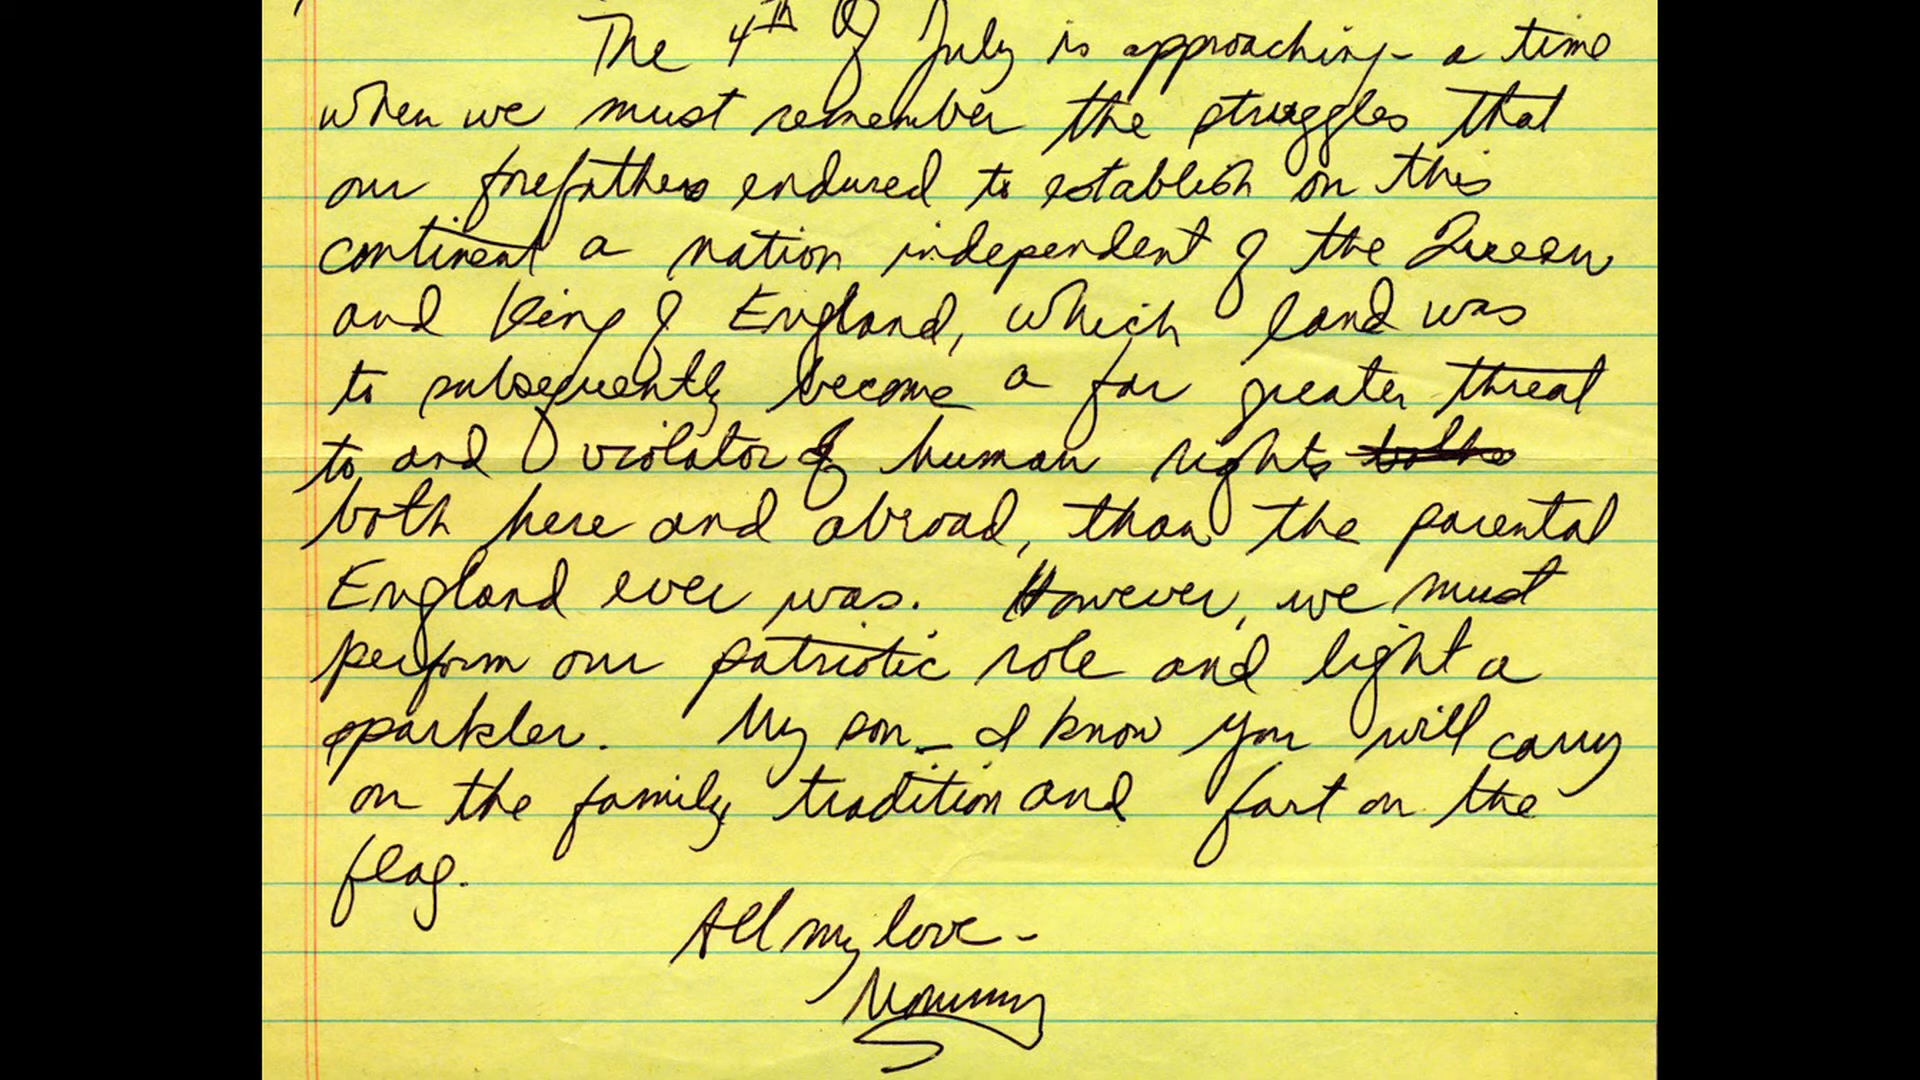 The 4th Of July is approaching - a time
when we must remember the struggles that
our forefathers endured to establish on this
continent a nation independent of the Queen
and King of England, which land was
to subsequently become a far greater threat
to and violator of human rights
both here and abroad, than the parental
England ever was. However, we must
perform our patriotic role and light a
sparkler. My son - I know you will carry
on the family tradition and fart on the
flag.
All my love -
Mommy